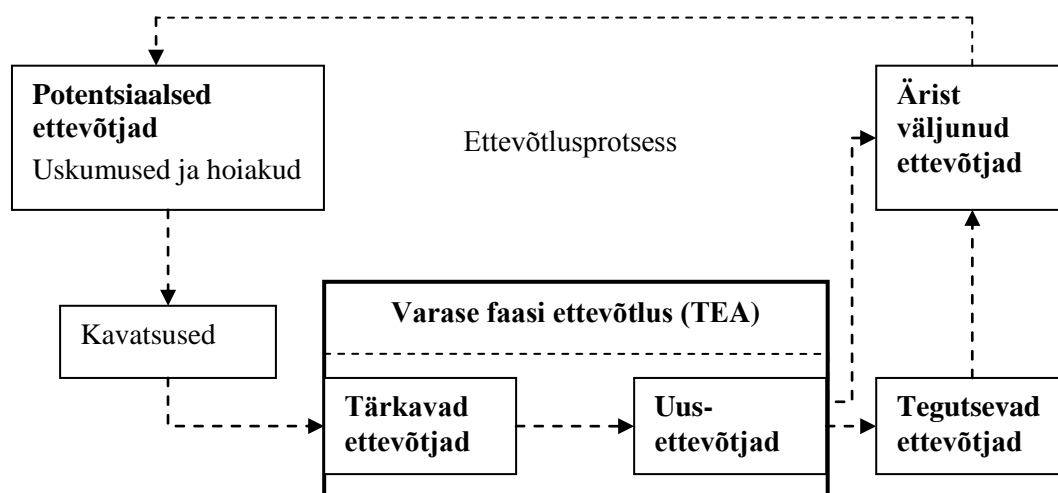 Potentsiaalsed
ettevõtjad
Uskumused ja hoiakud
Ettevõtlusprotsess
Ärist
väljunud
ettevõtjad
Kavatsused
Varase faasi ettevõtlus (TEA)
Tärkavad
ettevõtjad
Uus-
ettevõtjad
Tegutsevad
ettevõtjad